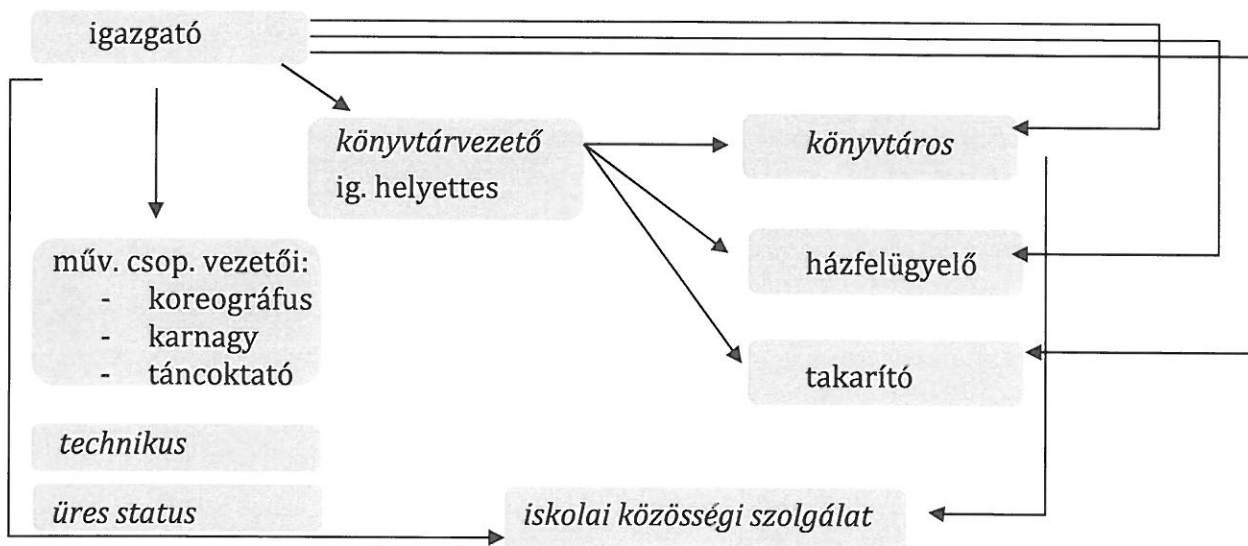 igazgató
könyvtárvezető
ig. helyettes
könyvtáros
műv. csop. vezetői:
- koreográfus
- karnagy
- táncoktató
házfelügyelő
takarító
technikus
üres status
iskolai közösségi szolgálat